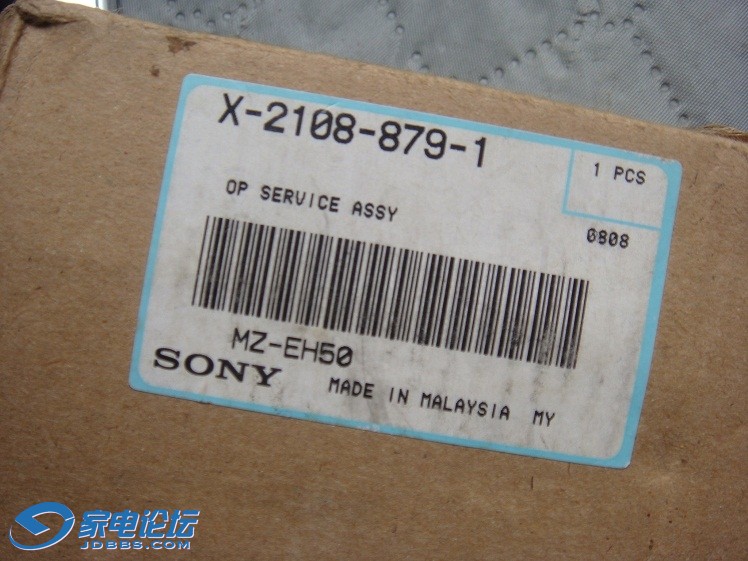 X-2108-879-1
1 PCS
OP SERVICE ASSY
0808
MZ-EH50
SONY
MADE IN MALAYSIA MY
家电论坛
JDBBS.COM